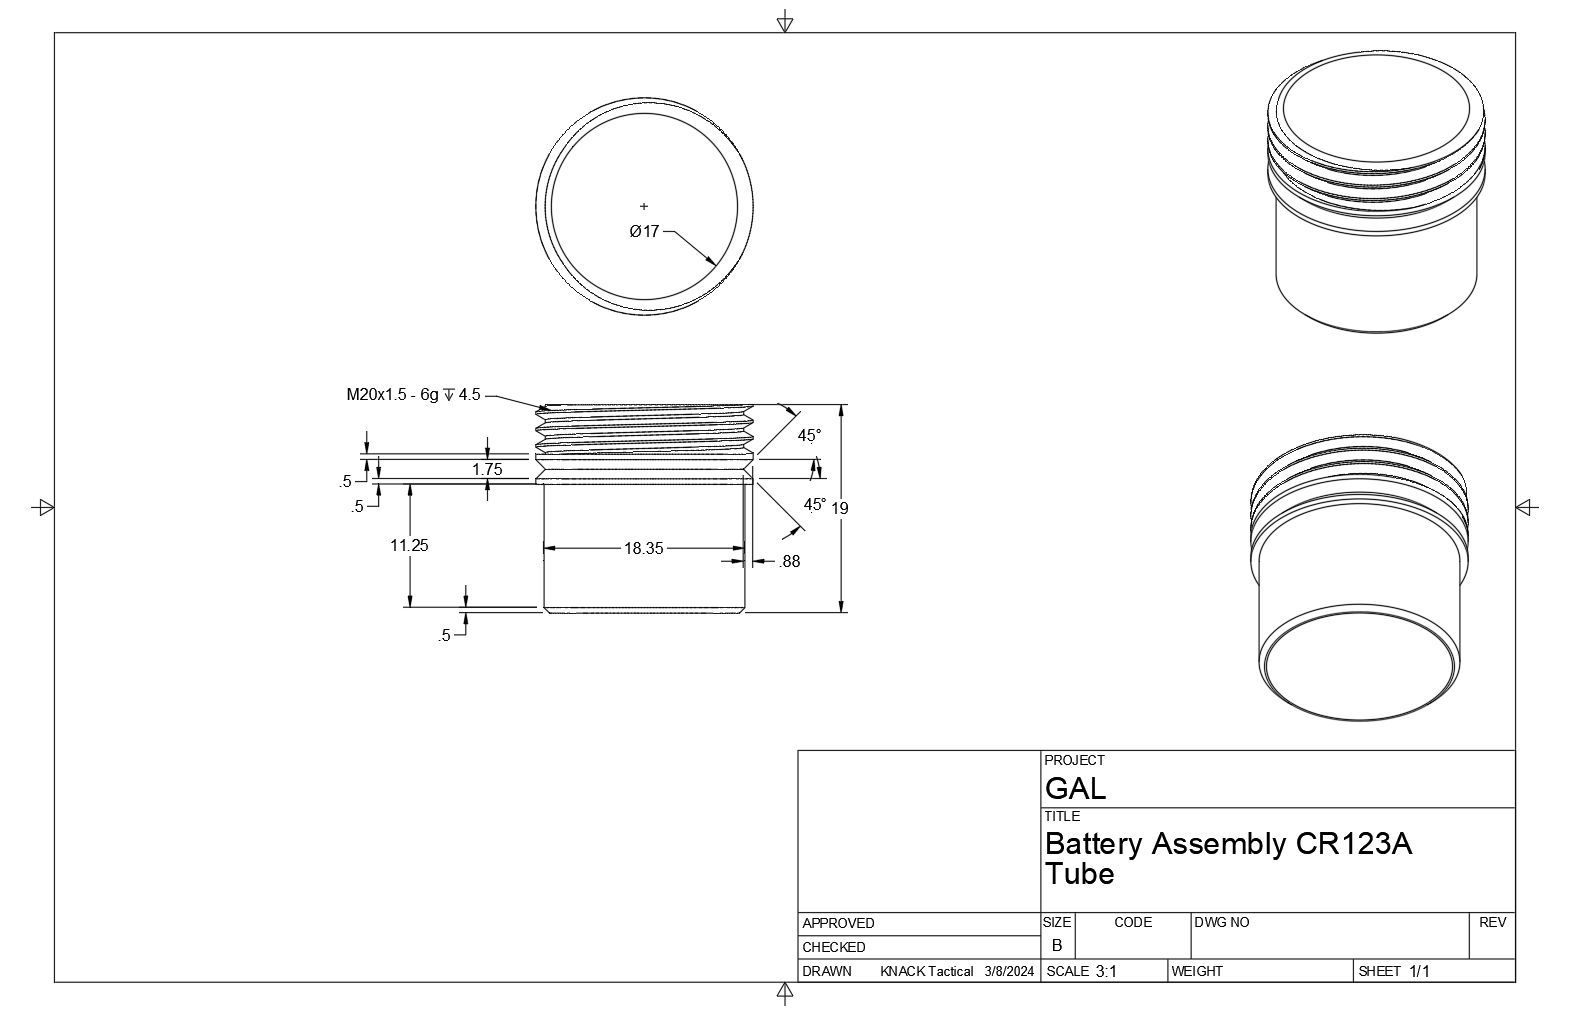 Ø17
M20x1.5 - 6g ↧ 4.5
45°
1.75
.5
.5
45°
19
11.25
18.35
.88
.5
PROJECT
GAL
TITLE
Battery Assembly CR123A
Tube
APPROVED
SIZE CODE DWG NO REV
B
CHECKED
DRAWN KNACK Tactical 3/8/2024 SCALE 3:1 WEIGHT SHEET 1/1